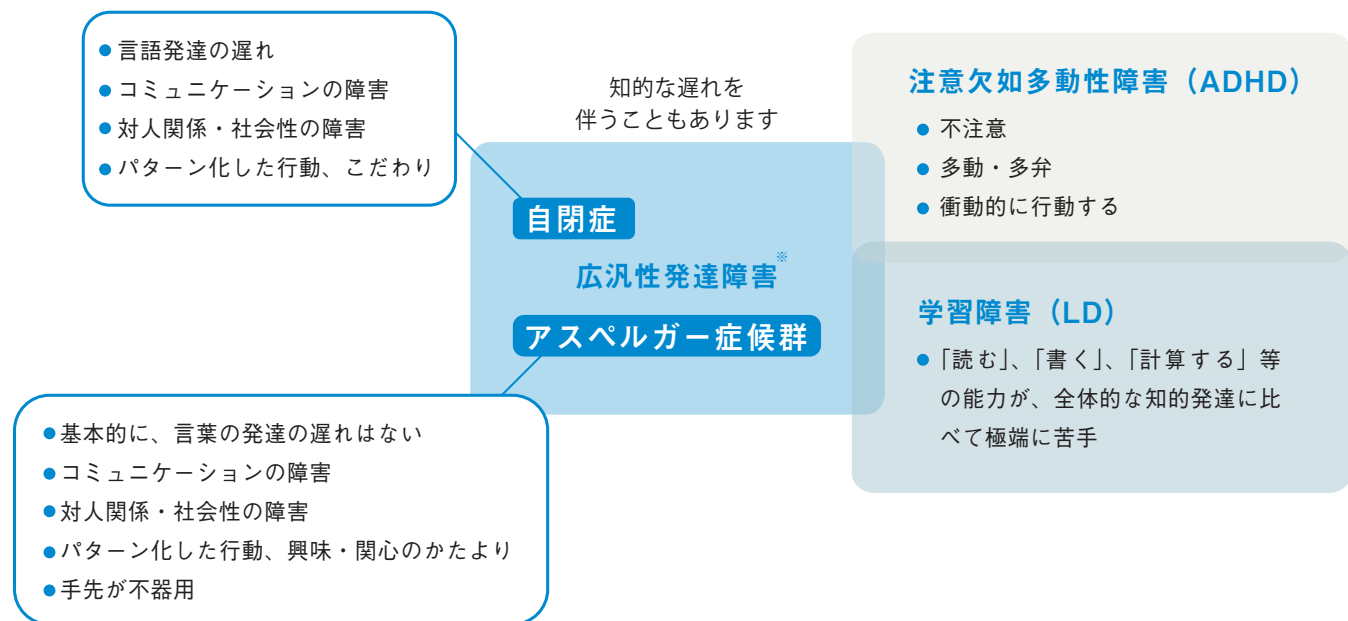 ●言語発達の遅れ
●コミュニケーションの障害
●対人関係・社会性の障害
●パターン化した行動、こだわり
知的な遅れを
伴うこともあります
自閉症
広汎性発達障害※
アスペルガー症候群
●基本的に、言葉の発達の遅れはない
●コミュニケーションの障害
●対人関係・社会性の障害
●パターン化した行動、興味・関心のかたより
●手先が不器用
注意欠如多動性障害（ADHD）
●不注意
●多動・多弁
●衝動的に行動する
学習障害（LD）
●「読む」、「書く」、「計算する」等
の能力が、全体的な知的発達に比
べて極端に苦手